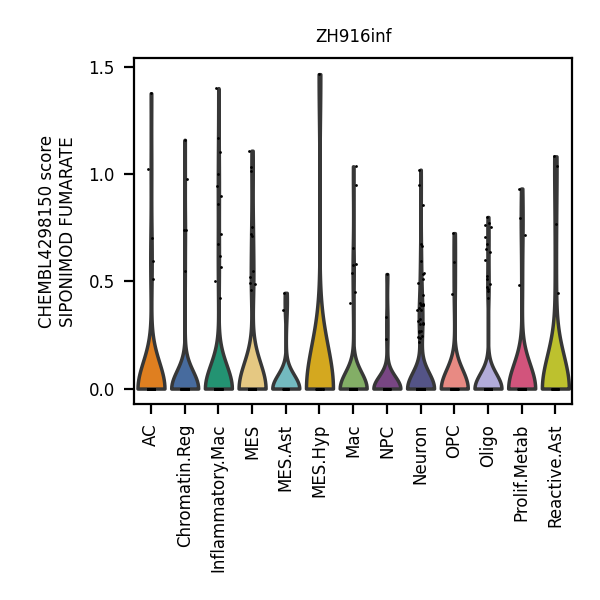 ZH916inf
CHEMBL4298150 score
SIPONIMOD FUMARATE
1.5
1.0
0.5
0.0
AC
Chromatin.Reg
Inflammatory.Mac
MES
MES.Ast
MES.Hyp
Mac
NPC
Neuron
OPC
Oligo
Prolif.Metab
Reactive.Ast